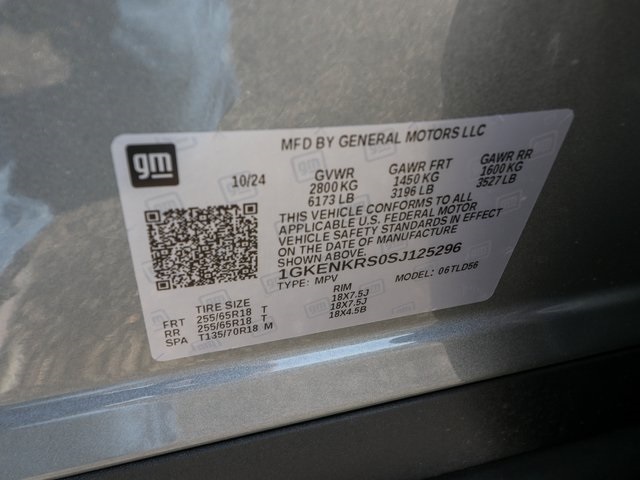 MFD BY GENERAL MOTORS LLC
gm
10/24
GVWR GAWR FRT GAWR RR
2800 KG 1450 KG 1600 KG
6173 LB 3196 LB 3527 LB
THIS VEHICLE CONFORMS TO ALL
APPLICABLE U.S. FEDERAL MOTOR
VEHICLE SAFETY STANDARDS IN EFFECT
ON THE DATE OF MANUFACTURE
SHOWN ABOVE.
1GKENKRS0SJ125296
TYPE: MPV MODEL: 06TLD56
TIRE SIZE RIM
FRT 255/65R18 T 18X7.5J
RR 255/65R18 T 18X7.5J
SPA T135/70R18 M 18X4.5B